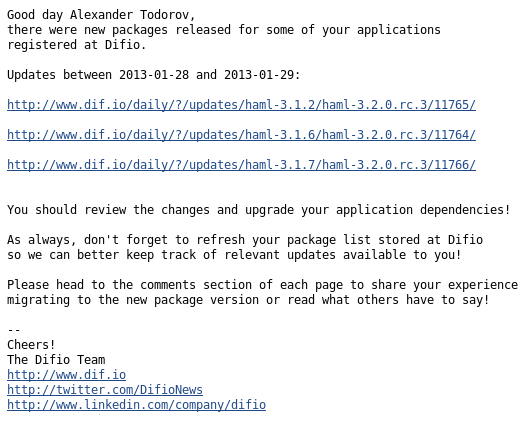 Good day Alexander Todorov,
there were new packages released for some of your applications
registered at Difio.
Updates between 2013-01-28 and 2013-01-29:
http://www.dif.io/daily/?/updates/haml-3.1.2/haml-3.2.0.rc.3/11765/
http://www.dif.io/daily/?/updates/haml-3.1.6/haml-3.2.0.rc.3/11764/
http://www.dif.io/daily/?/updates/haml-3.1.7/haml-3.2.0.rc.3/11766/
You should review the changes and upgrade your application dependencies!
As always, don't forget to refresh your package list stored at Difio
so we can better keep track of relevant updates available to you!
Please head to the comments section of each page to share your experience
migrating to the new package version or read what others have to say!
--
Cheers!
The Difio Team
http://www.dif.io
http://twitter.com/DifioNews
http://www.linkedin.com/company/difio